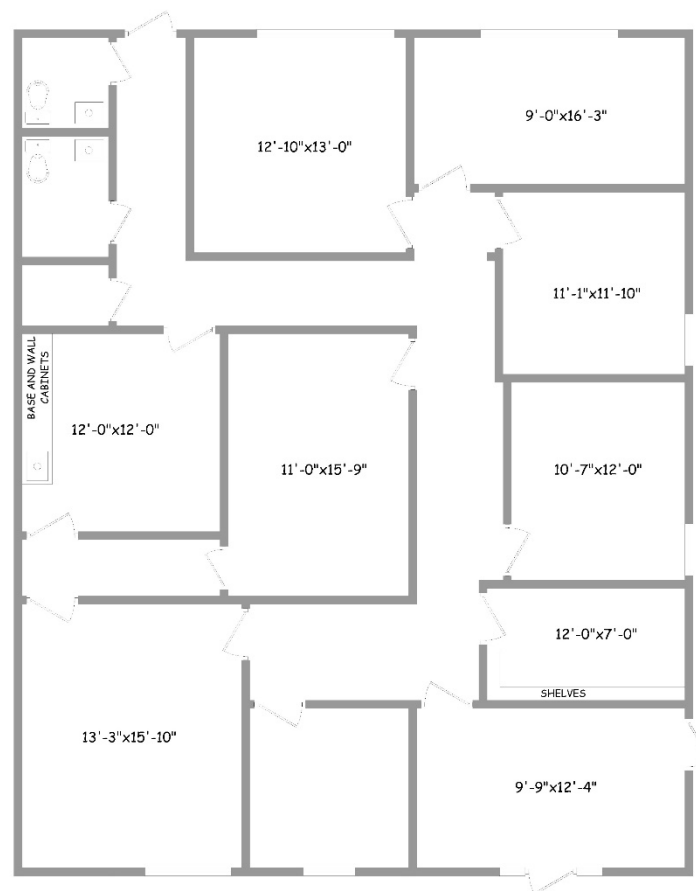 9'-0"x16'-3"
12'-10"x13'-0"
11'-1"x11'-10"
BASE AND WALL
CABINETS
12'-0"x12'-0"
11'-0"x15'-9"
10'-7"x12'-0"
12'-0"x7'-0"
SHELVES
13'-3"x15'-10"
9'-9"x12'-4"